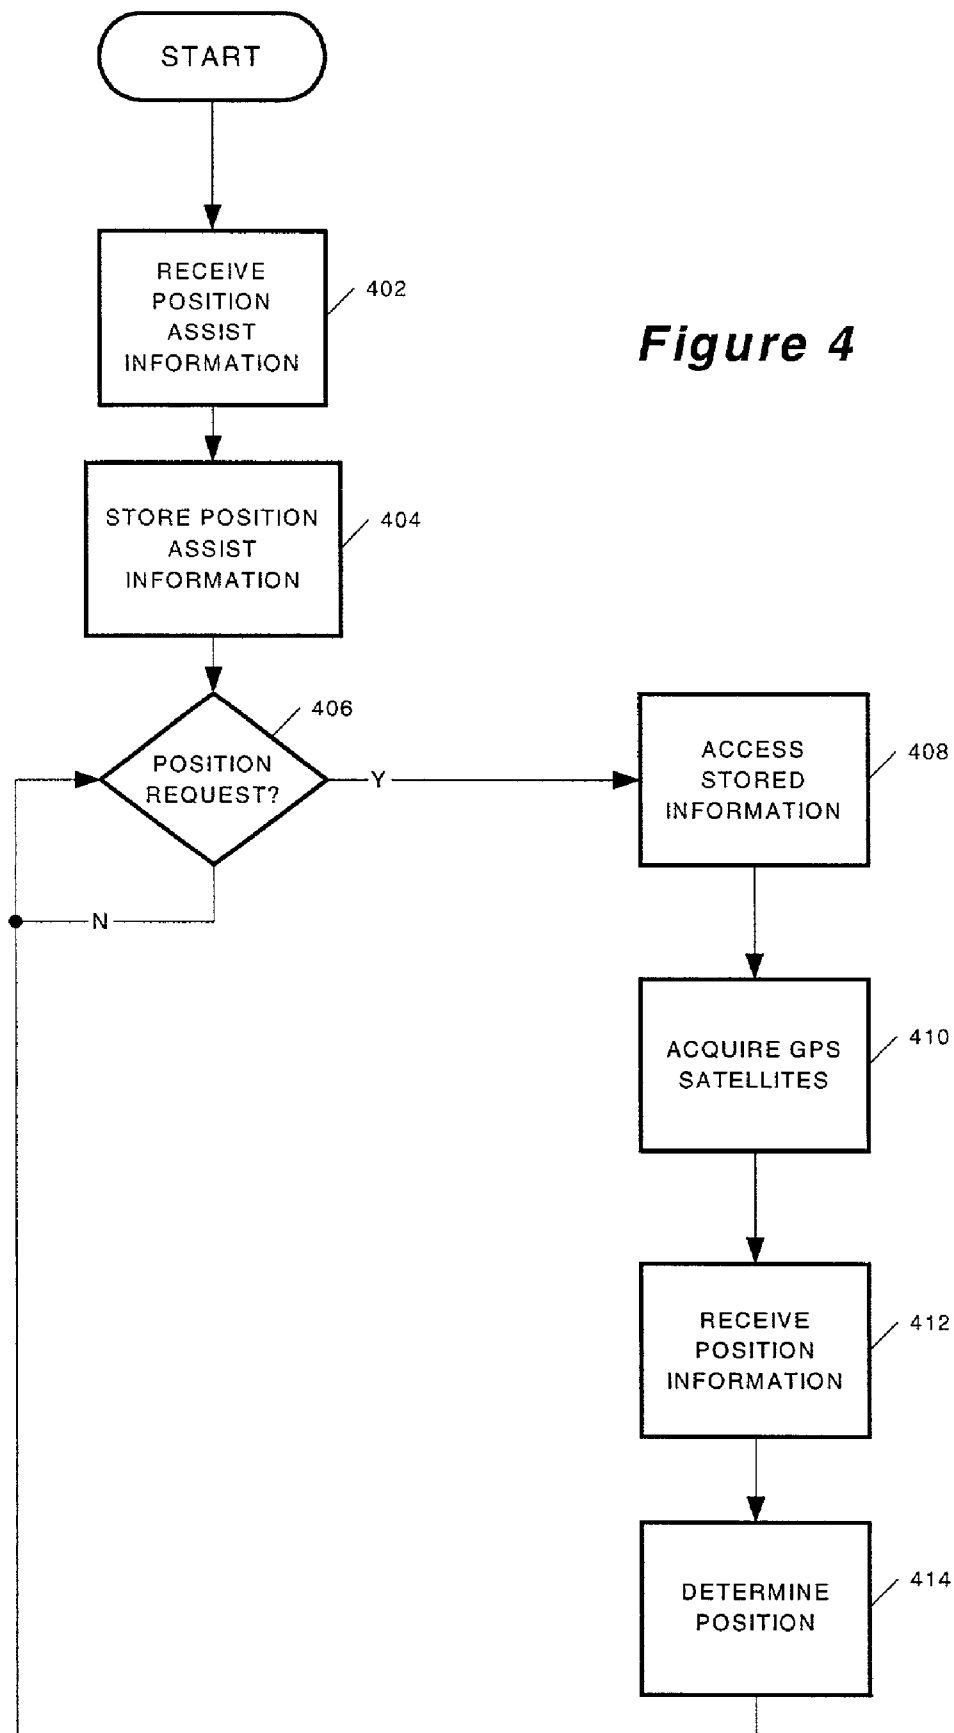 START
RECEIVE
POSITION
ASSIST
INFORMATION
402
Figure 4
STORE POSITION
ASSIST
INFORMATION
404
POSITION
REQUEST?
406
Y
N
ACCESS
STORED
INFORMATION
408
ACQUIRE GPS
SATELLITES
410
RECEIVE
POSITION
INFORMATION
412
DETERMINE
POSITION
414